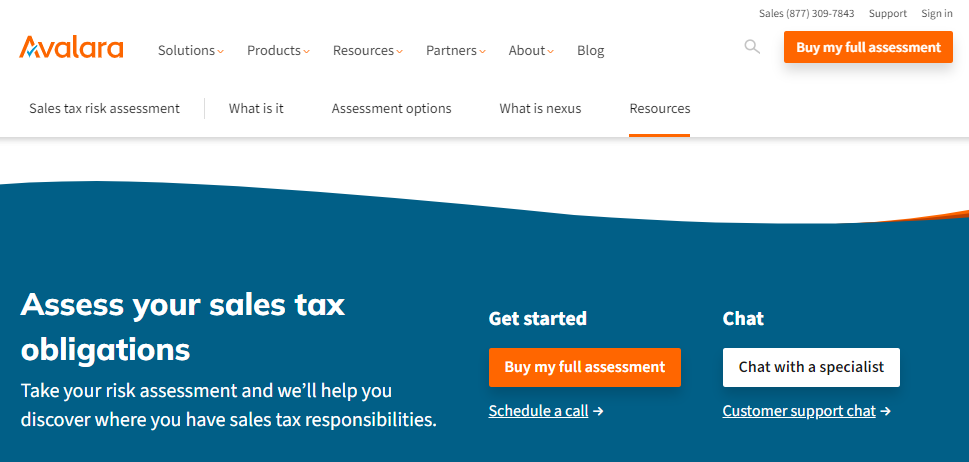 Sales (877) 309-7843 Support Sign in
Avalara Solutions Products Resources Partners About Blog Buy my full assessment
Sales tax risk assessment What is it Assessment options What is nexus Resources
Assess your sales tax
obligations
Take your risk assessment and we’ll help you
discover where you have sales tax responsibilities.
Get started
Buy my full assessment
Schedule a call →
Chat
Chat with a specialist
Customer support chat →